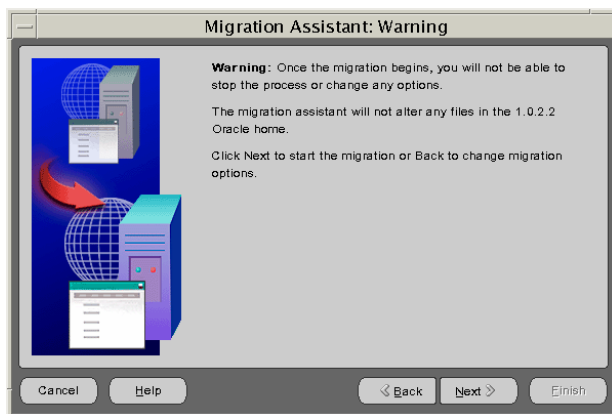 Migration Assistant: Warning
Warning: Once the migration begins, you will not be able to
stop the process or change any options.
The migration assistant will not alter any files in the 1.0.2.2
Oracle home.
Click Next to start the migration or Back to change migration
options.
Cancel
Help
Back
Next
Finish